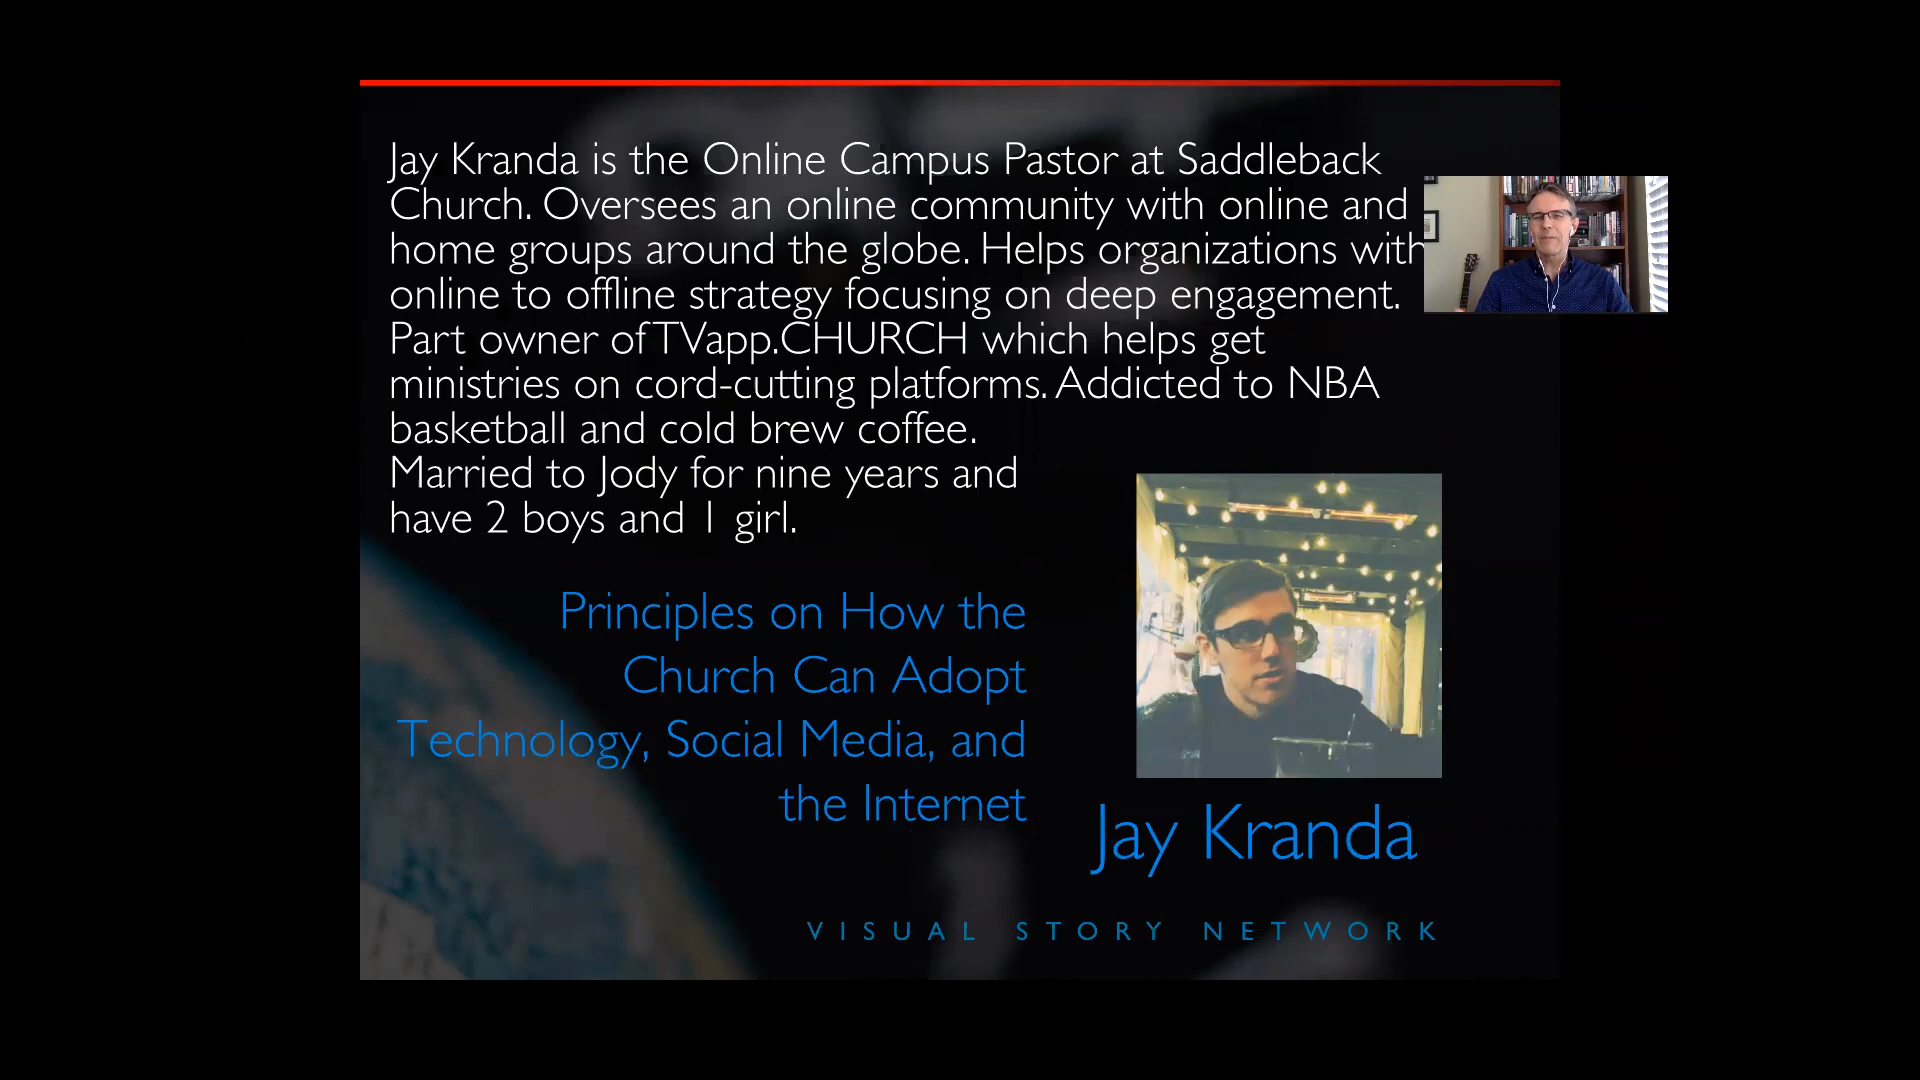 Jay Kranda is the Online Campus Pastor at Saddleback
Church. Oversees an online community with online and
home groups around the globe. Helps organizations with
online to offline strategy focusing on deep engagement.
Part owner of TVapp.CHURCH which helps get
ministries on cord-cutting platforms. Addicted to NBA
basketball and cold brew coffee.
Married to Jody for nine years and
have 2 boys and 1 girl.
Principles on How the
Church Can Adopt
Technology, Social Media, and
the Internet
Jay Kranda
VISUAL STORY NETWORK